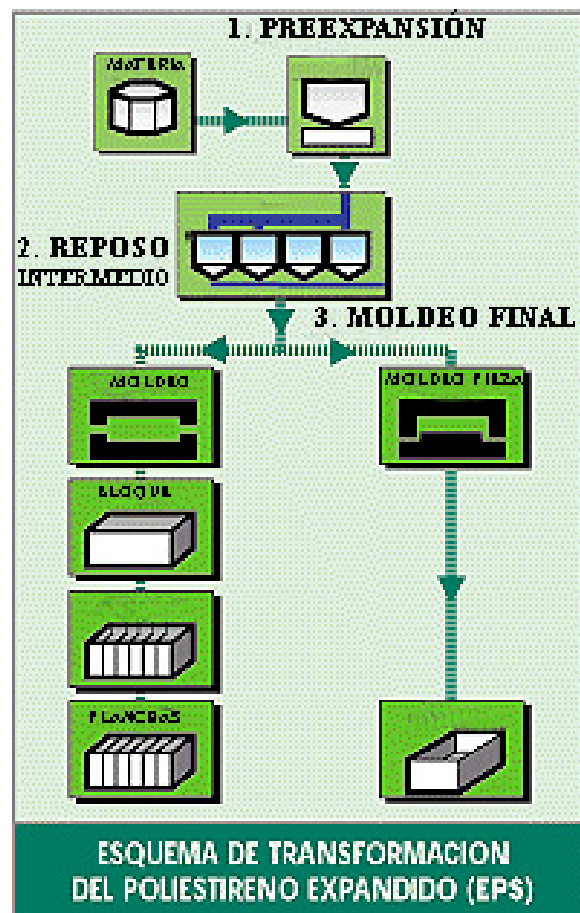 1. PREEXPANSIÓN
MATERIA
2. REPOSO
INTERMEDIO
3. MOLDEO FINAL
MOLDEO
MOLDEO PIEZA
BLOQUE
PLANCHAS
ESQUEMA DE TRANSFORMACION
DEL POLIESTIRENO EXPANDIDO (EPS)